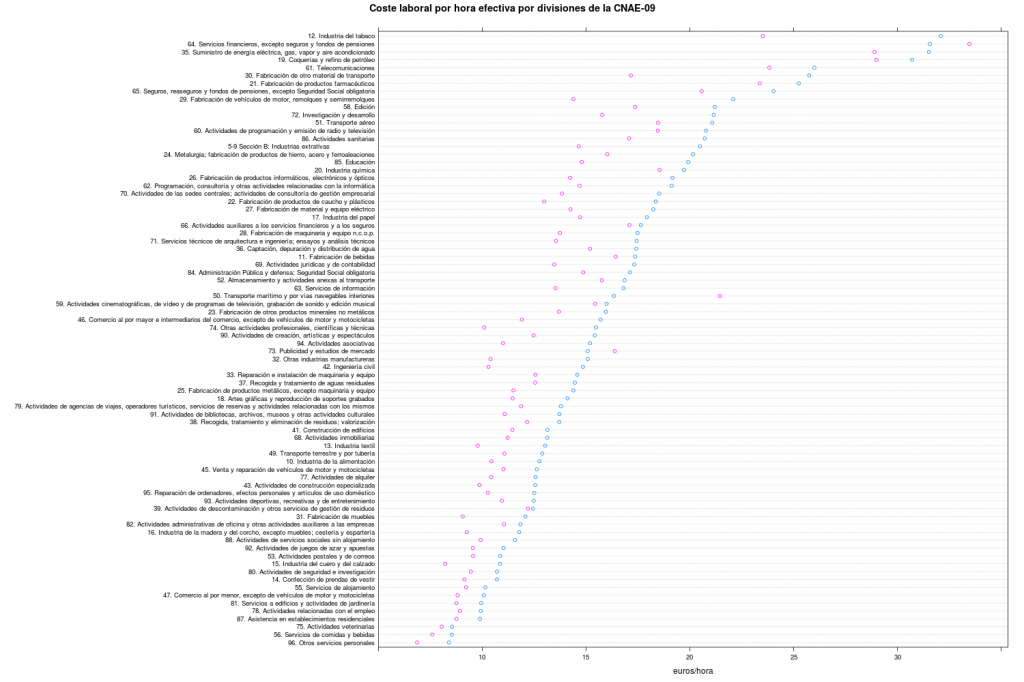 Coste laboral por hora efectiva por divisiones de la CNAE-09
12. Industria del tabaco
64. Servicios financieros, excepto seguros y fondos de pensiones
35. Suministro de energía eléctrica, gas, vapor y aire acondicionado
19. Coquerías y refino de petróleo
61. Telecomunicaciones
30. Fabricación de otro material de transporte
21. Fabricación de productos farmacéuticos
65. Seguros, reaseguros y fondos de pensiones, excepto Seguridad Social obligatoria
29. Fabricación de vehículos de motor, remolques y semirremolques
58. Edición
72. Investigación y desarrollo
51. Transporte aéreo
60. Actividades de programación y emisión de radio y televisión
86. Actividades sanitarias
5-9 Sección B: Industrias extrativas
24. Metalurgia; fabricación de productos de hierro, acero y ferroaleaciones
85. Educación
20. Industria química
26. Fabricación de productos informáticos, electrónicos y ópticos
62. Programación, consultoría y otras actividades relacionadas con la informática
70. Actividades de las sedes centrales; actividades de consultoría de gestión empresarial
22. Fabricación de productos de caucho y plásticos
27. Fabricación de material y equipo eléctrico
17. Industria del papel
66. Actividades auxiliares a los servicios financieros y a los seguros
28. Fabricación de maquinaria y equipo n.c.o.p.
71. Servicios técnicos de arquitectura e ingeniería; ensayos y análisis técnicos
36. Captación, depuración y distribución de agua
11. Fabricación de bebidas
69. Actividades jurídicas y de contabilidad
84. Administración Pública y defensa; Seguridad Social obligatoria
52. Almacenamiento y actividades anexas al transporte
63. Servicios de información
50. Transporte marítimo y por vías navegables interiores
59. Actividades cinematográficas, de vídeo y de programas de televisión, grabación de sonido y edición musical
23. Fabricación de otros productos minerales no metálicos
46. Comercio al por mayor e intermediarios del comercio, excepto de vehículos de motor y motocicletas
74. Otras actividades profesionales, científicas y técnicas
90. Actividades de creación, artísticas y espectáculos
94. Actividades asociativas
73. Publicidad y estudios de mercado
32. Otras industrias manufactureras
42. Ingeniería civil
33. Reparación e instalación de maquinaria y equipo
37. Recogida y tratamiento de aguas residuales
25. Fabricación de productos metálicos, excepto maquinaria y equipo
18. Artes gráficas y reproducción de soportes grabados
79. Actividades de agencias de viajes, operadores turísticos, servicios de reservas y actividades relacionadas con los mismos
91. Actividades de bibliotecas, archivos, museos y otras actividades culturales
38. Recogida, tratamiento y eliminación de residuos; valorización
41. Construcción de edificios
68. Actividades inmobiliarias
13. Industria textil
49. Transporte terrestre y por tubería
10. Industria de la alimentación
45. Venta y reparación de vehículos de motor y motocicletas
77. Actividades de alquiler
43. Actividades de construcción especializada
95. Reparación de ordenadores, efectos personales y artículos de uso doméstico
93. Actividades deportivas, recreativas y de entretenimiento
39. Actividades de descontaminación y otros servicios de gestión de residuos
31. Fabricación de muebles
82. Actividades administrativas de oficina y otras actividades auxiliares a las empresas
16. Industria de la madera y del corcho, excepto muebles; cestería y espartería
88. Actividades de servicios sociales sin alojamiento
92. Actividades de juegos de azar y apuestas
53. Actividades postales y de correos
15. Industria del cuero y del calzado
80. Actividades de seguridad e investigación
14. Confección de prendas de vestir
55. Servicios de alojamiento
47. Comercio al por menor, excepto de vehículos de motor y motocicletas
81. Servicios a edificios y actividades de jardinería
78. Actividades relacionadas con el empleo
87. Asistencia en establecimientos residenciales
75. Actividades veterinarias
56. Servicios de comidas y bebidas
96. Otros servicios personales
10 15 20 25 30
euros/hora